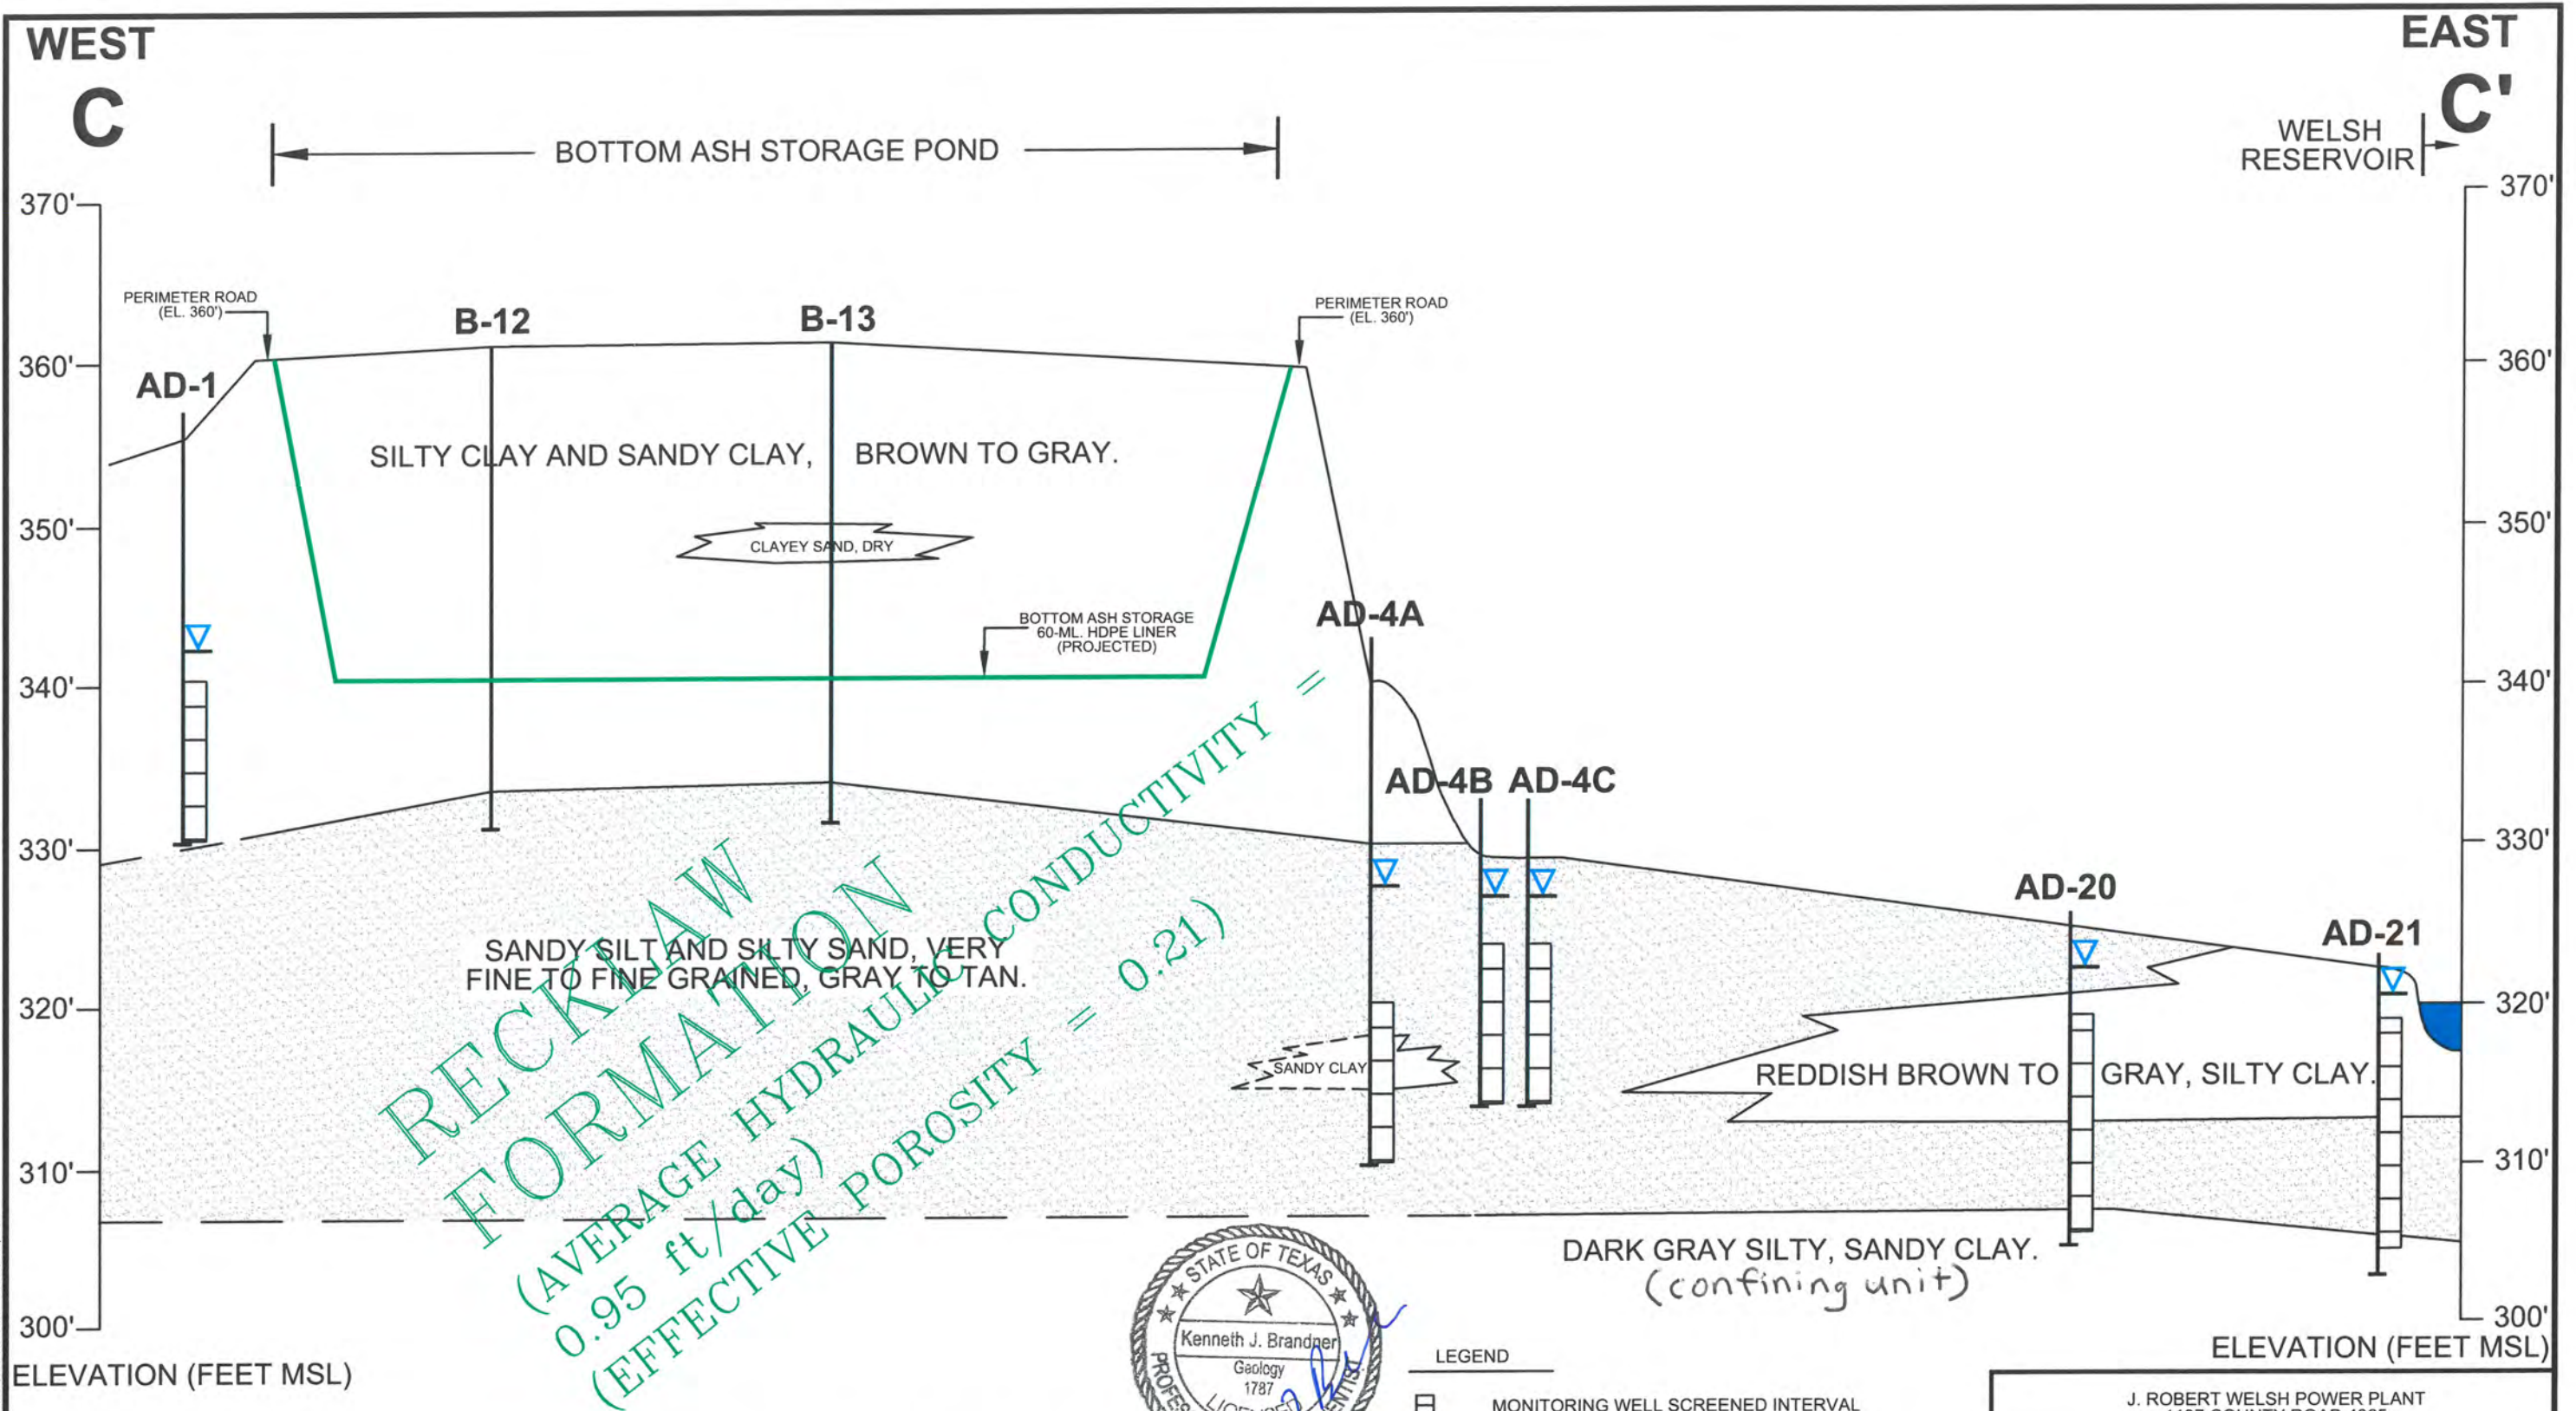 WEST
EAST
C
C'
BOTTOM ASH STORAGE POND
WELSH
RESERVOIR
370'
370'
PERIMETER ROAD
(EL. 360')
B-12
B-13
PERIMETER ROAD
(EL. 360')
360'
360'
AD-1
SILTY CLAY AND SANDY CLAY, BROWN TO GRAY.
350'
350'
CLAYEY SAND, DRY
BOTTOM ASH STORAGE
60-ML. HDPE LINER
(PROJECTED)
AD-4A
340'
340'
AD-4B
AD-4C
330'
330'
AD-20
AD-21
SANDY SILT AND SILTY SAND, VERY
FINE TO FINE GRAINED, GRAY TO TAN.
RECKLAW
FORMATION
(AVERAGE HYDRAULIC CONDUCTIVITY =
0.95 ft/day)
(EFFECTIVE POROSITY = 0.21)
320'
320'
SANDY CLAY
REDDISH BROWN TO GRAY, SILTY CLAY.
310'
310'
DARK GRAY SILTY, SANDY CLAY.
(confining unit)
300'
300'
ELEVATION (FEET MSL)
ELEVATION (FEET MSL)
STATE OF TEXAS
Kenneth J. Brandner
Geology
1787
LEGEND
MONITORING WELL SCREENED INTERVAL
J. ROBERT WELSH POWER PLANT